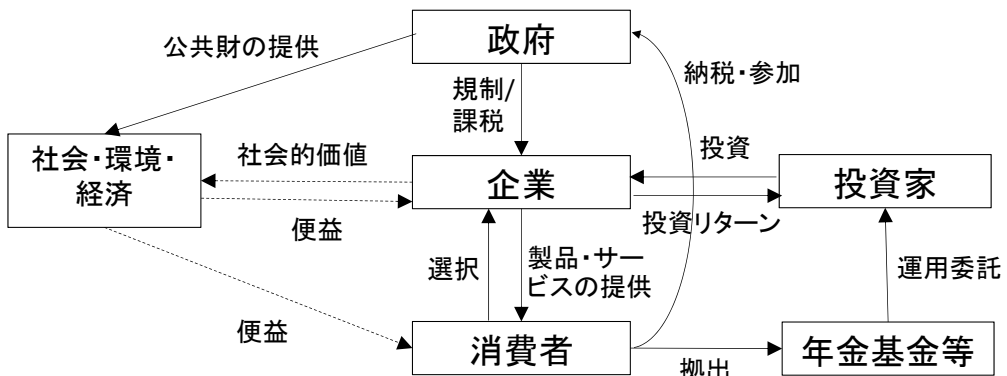 政府
公共財の提供
納税・参加
規制/
課税
社会・環境・
経済
社会的価値
企業
投資
投資家
便益
投資リターン
選択
製品・サー
ビスの提供
運用委託
便益
消費者
拠出
年金基金等